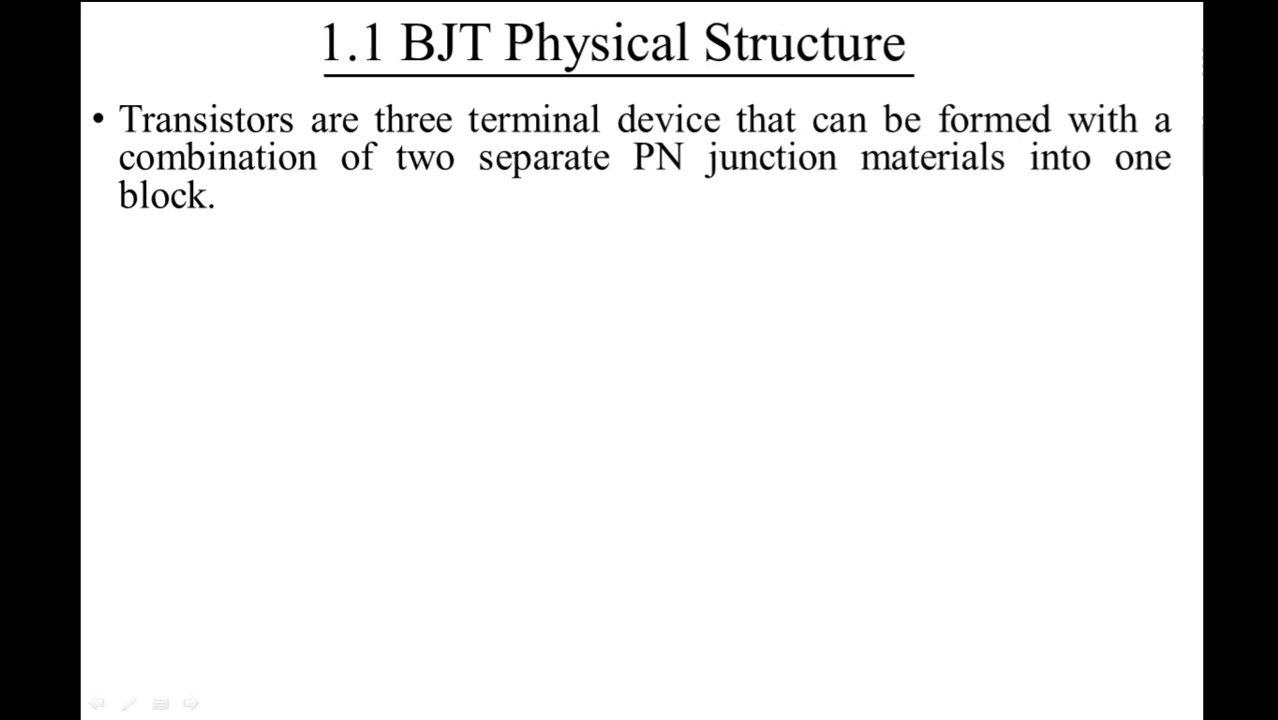 1.1 BJT Physical Structure
• Transistors are three terminal device that can be formed with a
combination of two separate PN junction materials into one
block.